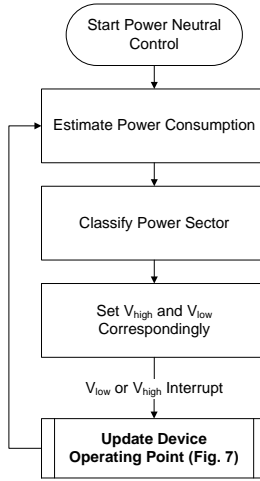 Start Power Neutral
Control
Estimate Power Consumption
Classify Power Sector
Set Vhigh and Vlow
Correspondingly
Vlow or Vhigh Interrupt
Update Device
Operating Point (Fig. 7)